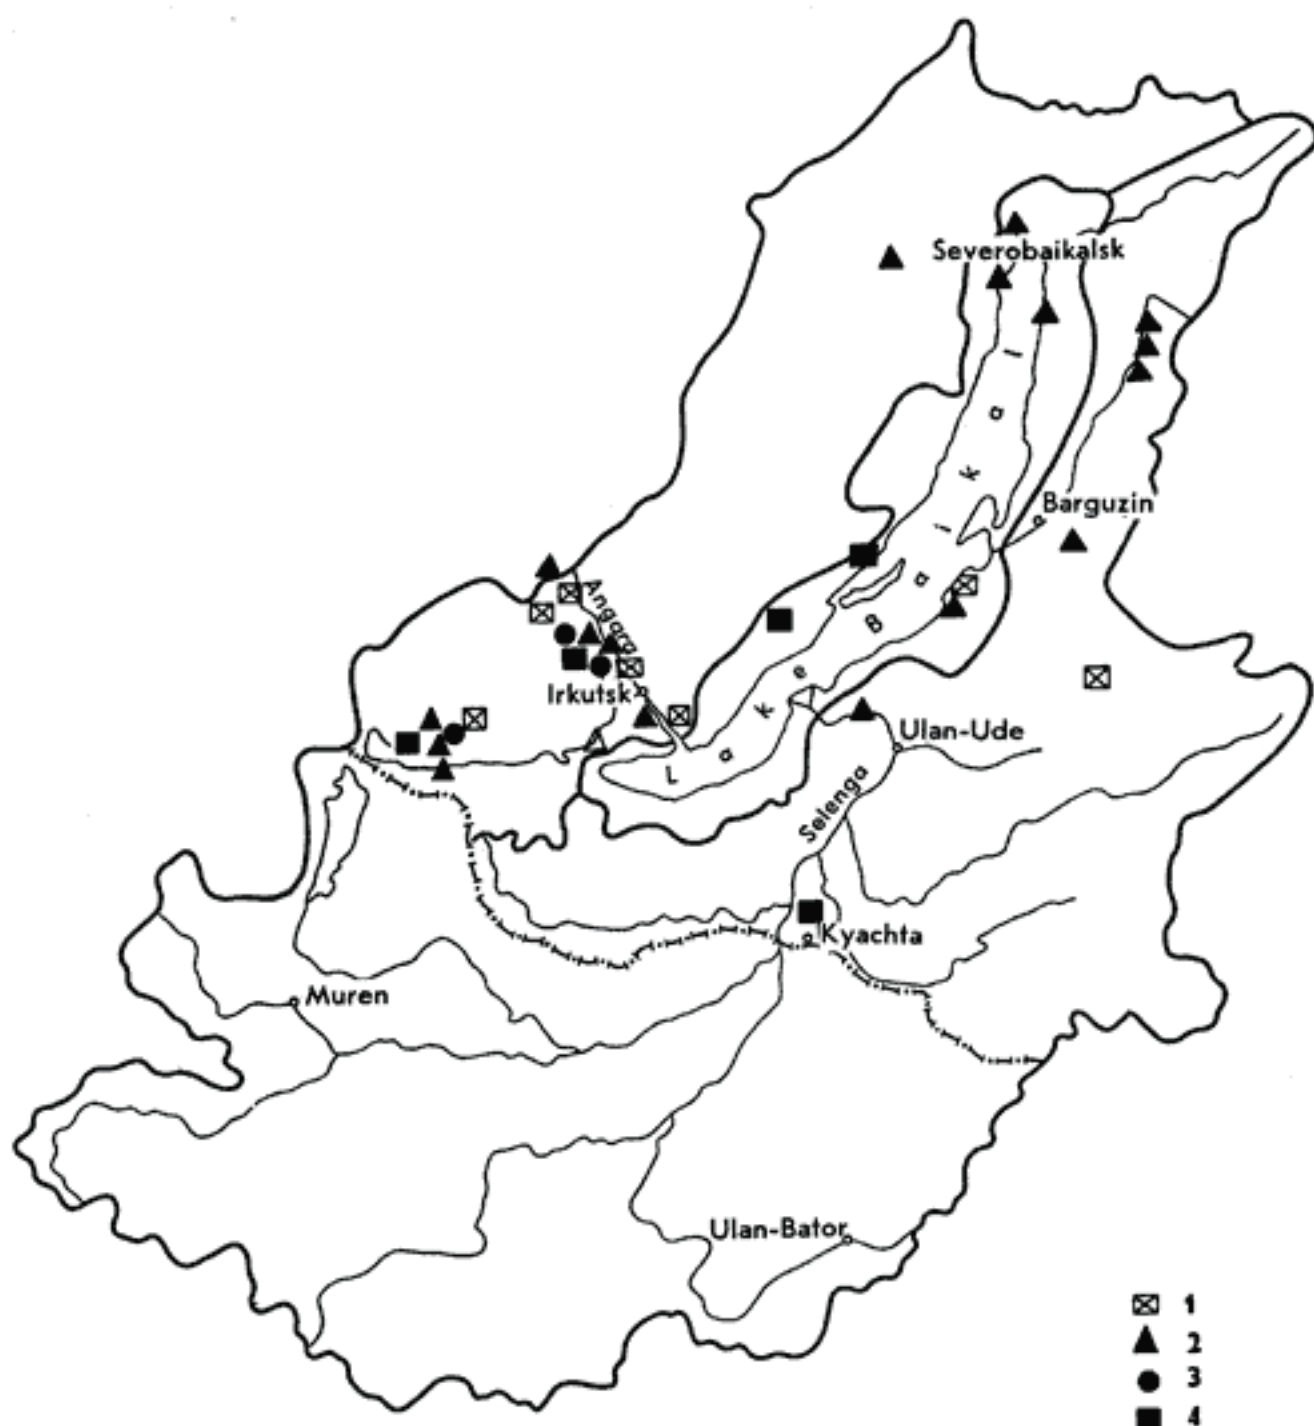 Severobaikalsk
Barguzin
Angara
Irkutsk
Lake Baikal
Ulan-Ude
Selenga
Kyachta
Muren
Ulan-Bator
1
2
3
4